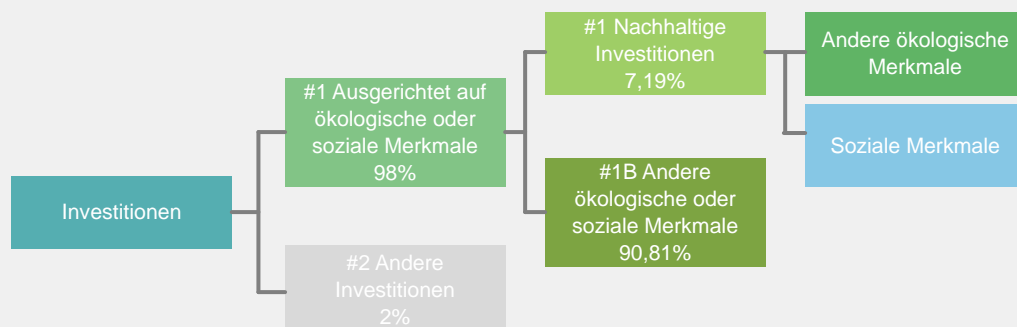 Investitionen
#1 Ausgerichtet auf
ökologische oder
soziale Merkmale
98%
#2 Andere
Investitionen
2%
#1 Nachhaltige
Investitionen
7,19%
#1B Andere
ökologische oder
soziale Merkmale
90,81%
Andere ökologische
Merkmale
Soziale Merkmale